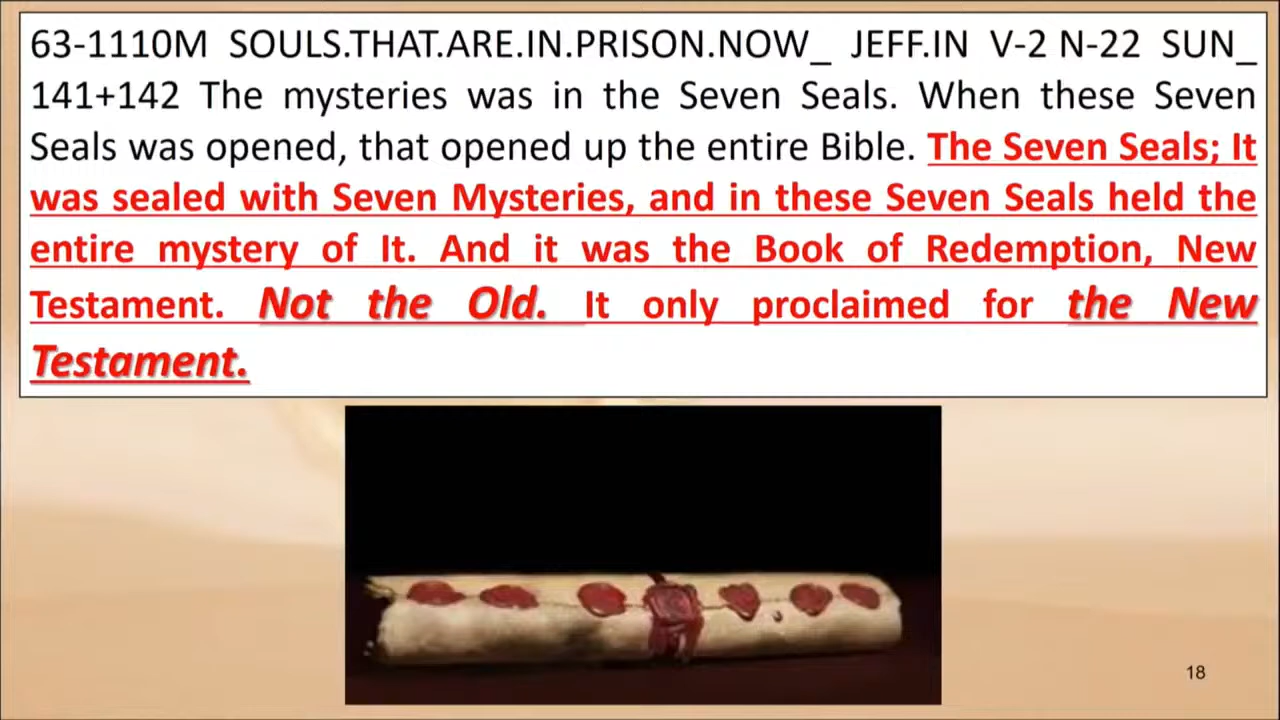 63-1110M SOULS.THAT.ARE.IN.PRISON.NOW_ JEFF.IN V-2 N-22 SUN_
141+142 The mysteries was in the Seven Seals. When these Seven
Seals was opened, that opened up the entire Bible. The Seven Seals; It
was sealed with Seven Mysteries, and in these Seven Seals held the
entire mystery of It. And it was the Book of Redemption, New
Testament. Not the Old. It only proclaimed for the New
Testament.
18